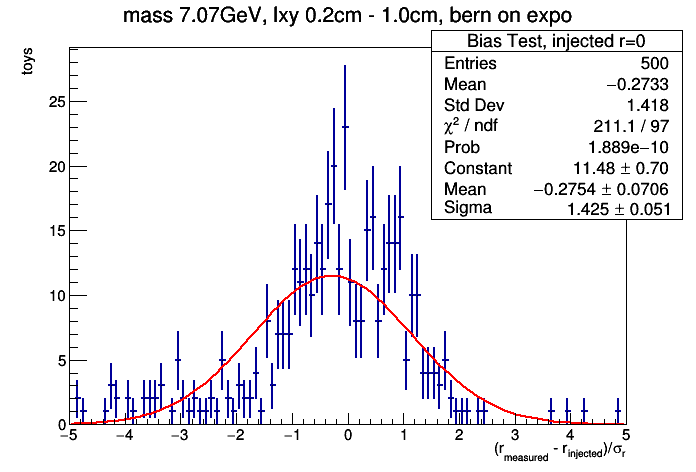 mass 7.07GeV, lxy 0.2cm - 1.0cm, bern on expo
Bias Test, injected r=0
Entries 500
Mean −0.2733
Std Dev 1.418
χ² / ndf 211.1 / 97
Prob 1.889e−10
Constant 11.48 ± 0.70
Mean −0.2754 ± 0.0706
Sigma 1.425 ± 0.051
toys
25
20
15
10
5
0
−5 −4 −3 −2 −1 0 1 2 3 4 5
(r_measured - r_injected)/σ_r